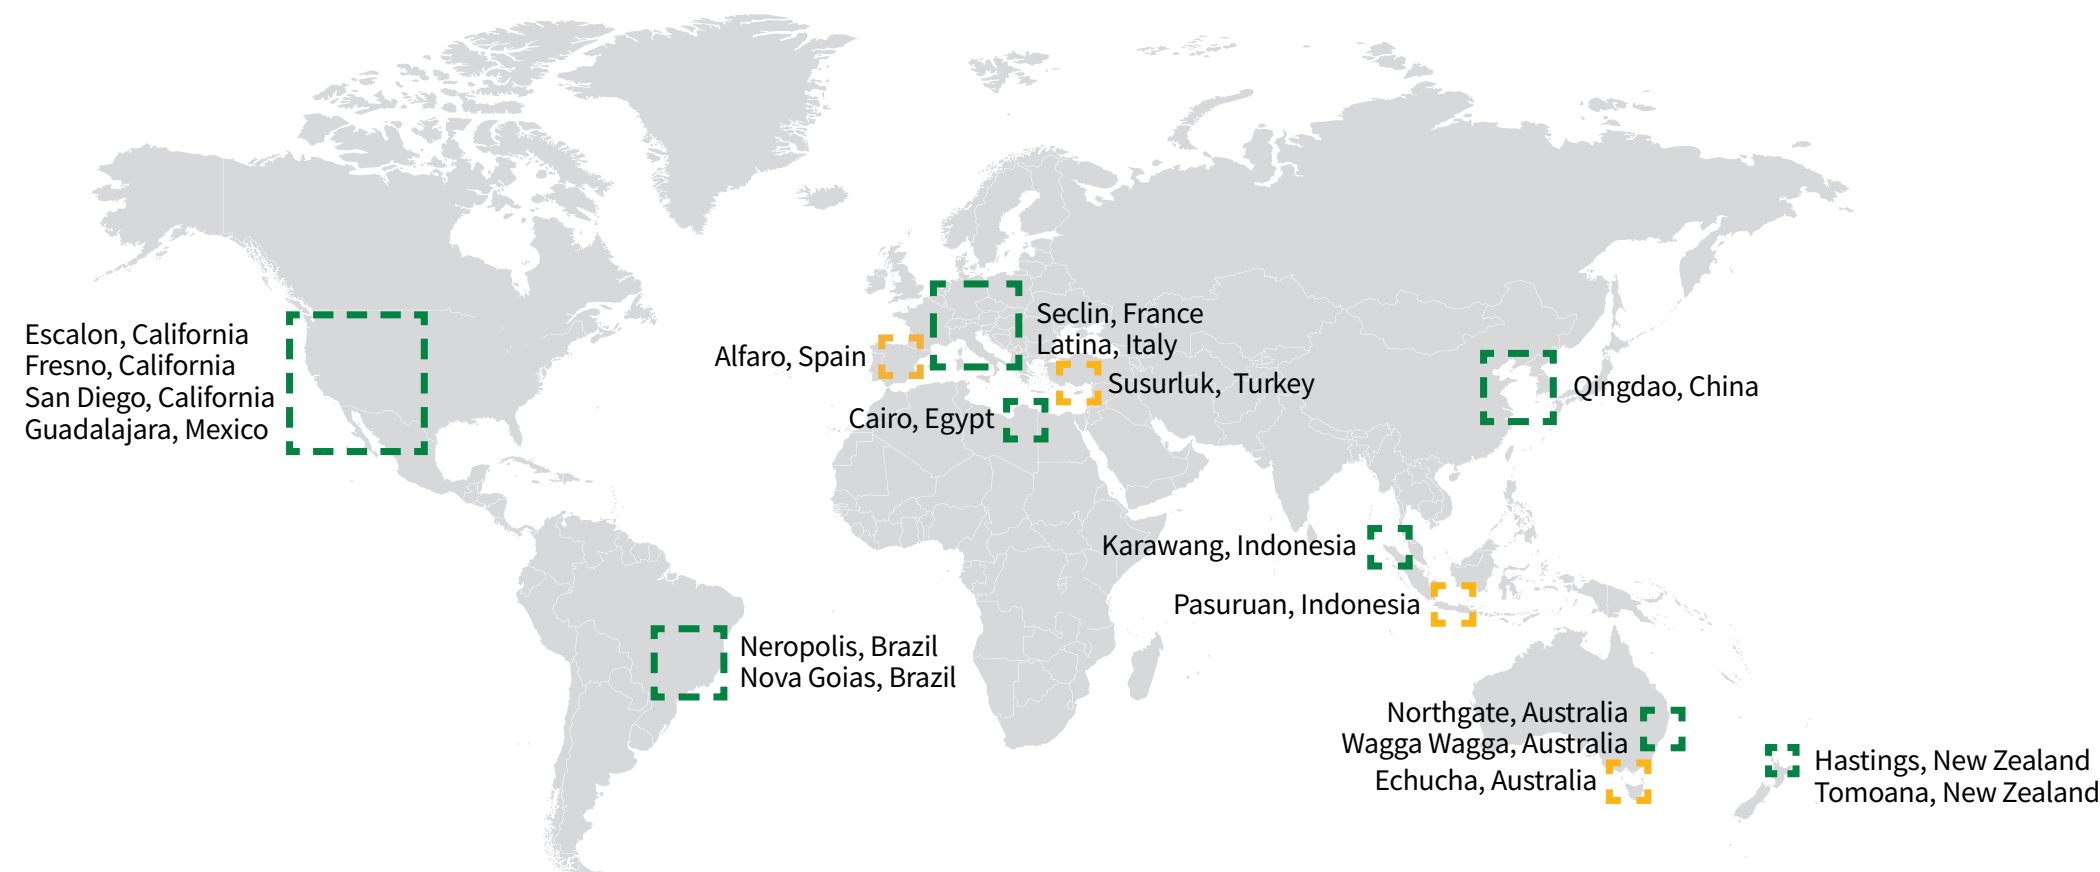 Escalon, California
Fresno, California
San Diego, California
Guadalajara, Mexico
Neropolis, Brazil
Nova Goias, Brazil
Alfaro, Spain
Seclin, France
Latina, Italy
Susurluk, Turkey
Cairo, Egypt
Qingdao, China
Karawang, Indonesia
Pasuruan, Indonesia
Northgate, Australia
Wagga Wagga, Australia
Echucha, Australia
Hastings, New Zealand
Tomoana, New Zealand